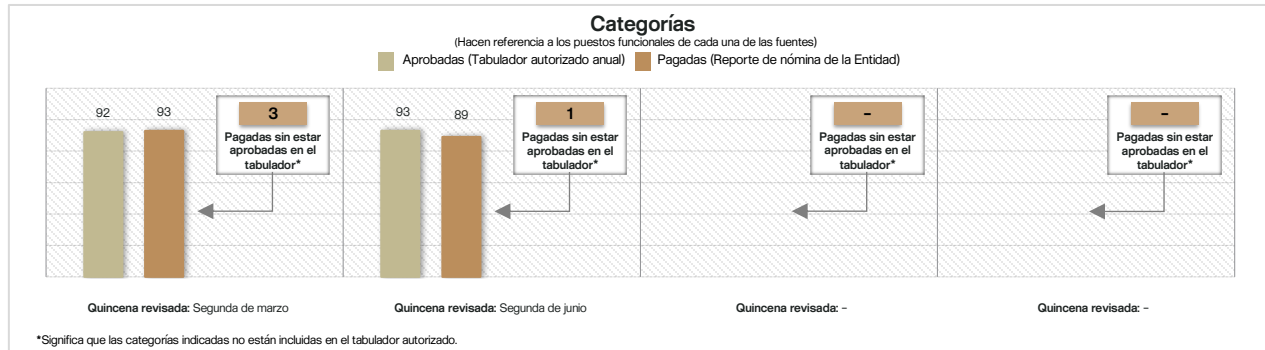 Categorías
(Hacen referencia a los puestos funcionales de cada una de las fuentes)
Aprobadas (Tabulador autorizado anual) Pagadas (Reporte de nómina de la Entidad)
92
93
3
Pagadas sin estar
aprobadas en el
tabulador*
93
89
1
Pagadas sin estar
aprobadas en el
tabulador*
–
Pagadas sin estar
aprobadas en el
tabulador*
–
Pagadas sin estar
aprobadas en el
tabulador*
Quincena revisada: Segunda de marzo
Quincena revisada: Segunda de junio
Quincena revisada: –
Quincena revisada: –
*Significa que las categorías indicadas no están incluidas en el tabulador autorizado.